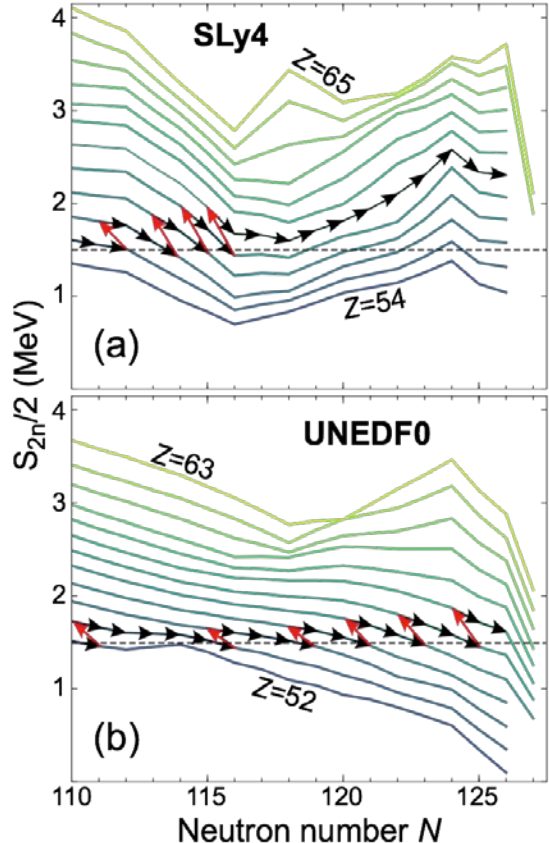 SLy4
Z=65
4
3
2
1
Z=54
(a)
S2n/2 (MeV)
UNEDF0
Z=63
4
3
2
1
Z=52
(b)
110 115 120 125
Neutron number N